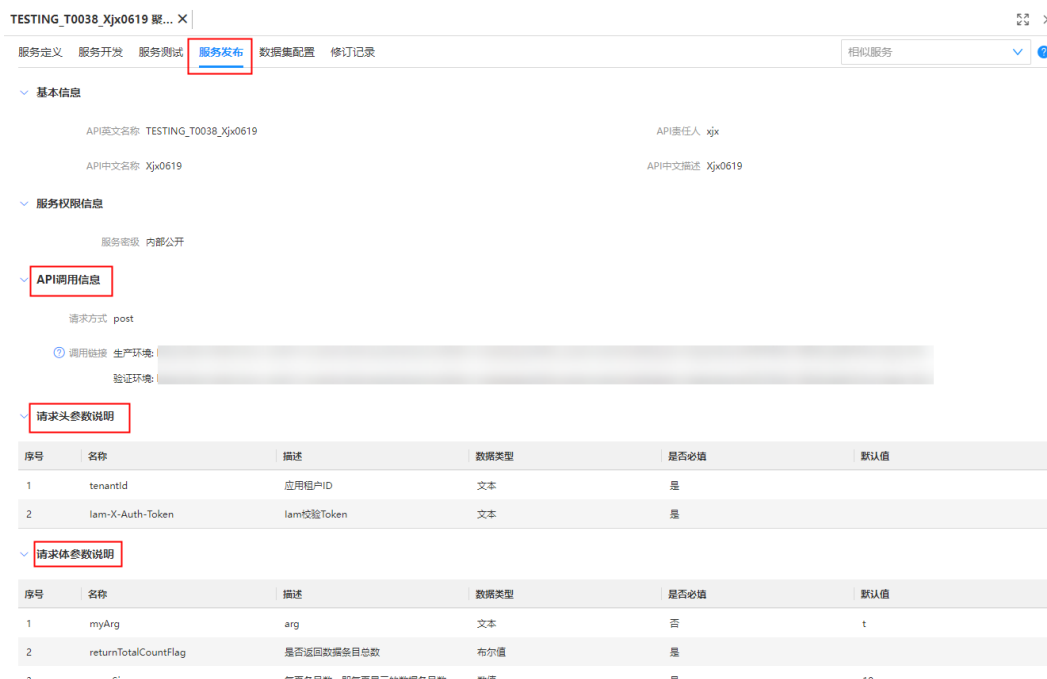 TESTING_T0038_Xjx0619 聚... ✕
服务定义 服务开发 服务测试 服务发布 数据集配置 修订记录 相似服务
基本信息
API英文名称 TESTING_T0038_Xjx0619 API责任人 xjx
API中文名称 Xjx0619 API中文描述 Xjx0619
服务权限信息
服务密级 内部公开
API调用信息
请求方式 post
调用链接 生产环境:
验证环境:
请求头参数说明
序号 名称 描述 数据类型 是否必填 默认值
1 tenantId 应用租户ID 文本 是
2 Iam-X-Auth-Token Iam校验Token 文本 是
请求体参数说明
序号 名称 描述 数据类型 是否必填 默认值
1 myArg arg 文本 否 t
2 returnTotalCountFlag 是否返回数据条目总数 布尔值 是